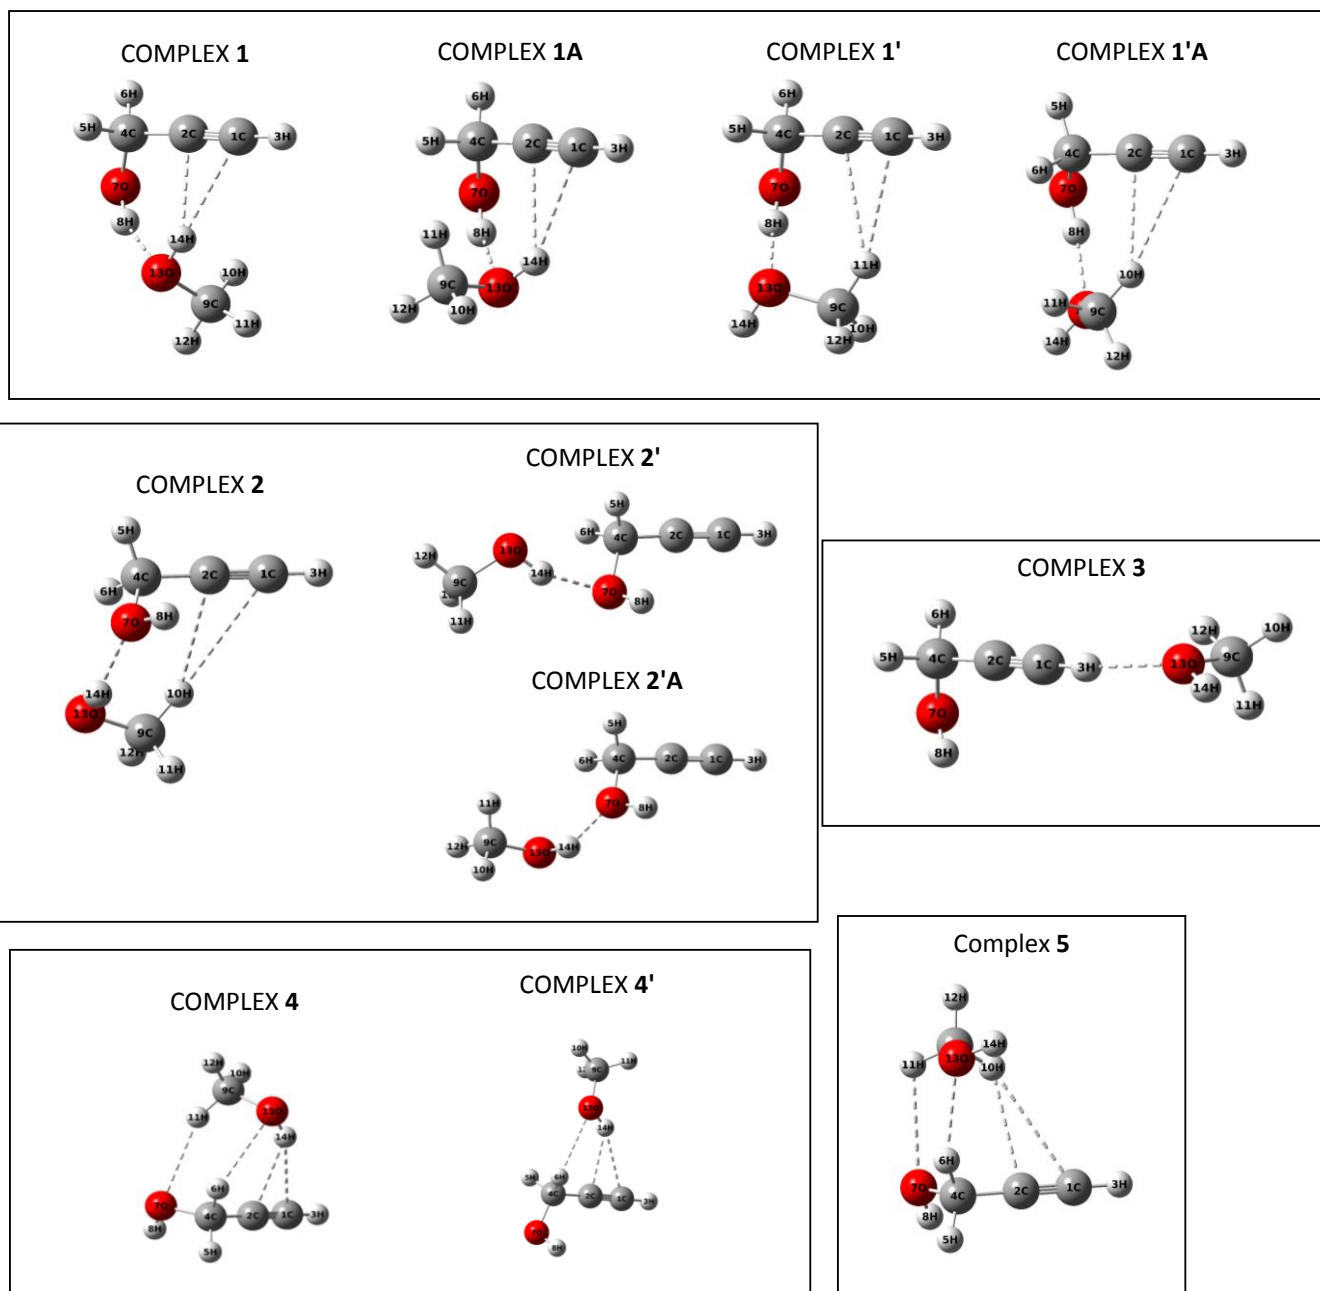 COMPLEX 1
COMPLEX 1A
COMPLEX 1'
COMPLEX 1'A
6H
5H
4C
2C
1C
3H
7O
8H
14H
13O
10H
9C
11H
12H
6H
5H
4C
2C
1C
3H
7O
11H
8H
14H
9C
13O
12H
10H
6H
5H
4C
2C
1C
3H
7O
8H
11H
13O
9C
14H
10H
12H
5H
4C
2C
1C
3H
6H
7O
8H
10H
11H
9C
14H
12H
COMPLEX 2
5H
4C
2C
1C
3H
6H
8H
7O
14H
10H
13O
9C
12H
11H
COMPLEX 2'
5H
6H
4C
2C
1C
3H
12H
13O
14H
9C
7O
8H
11H
COMPLEX 2'A
5H
6H
4C
2C
1C
3H
11H
7O
8H
12H
9C
13O
14H
10H
COMPLEX 3
6H
5H
4C
2C
1C
3H
7O
8H
12H
10H
13O
9C
14H
11H
COMPLEX 4
12H
10H
9C
11H
13O
14H
6H
7O
8H
4C
2C
1C
3H
5H
COMPLEX 4'
10H
11H
9C
13O
14H
5H
6H
4C
2C
1C
3H
7O
8H
Complex 5
12H
14H
11H
13O
10H
6H
7O
4C
2C
1C
3H
8H
5H